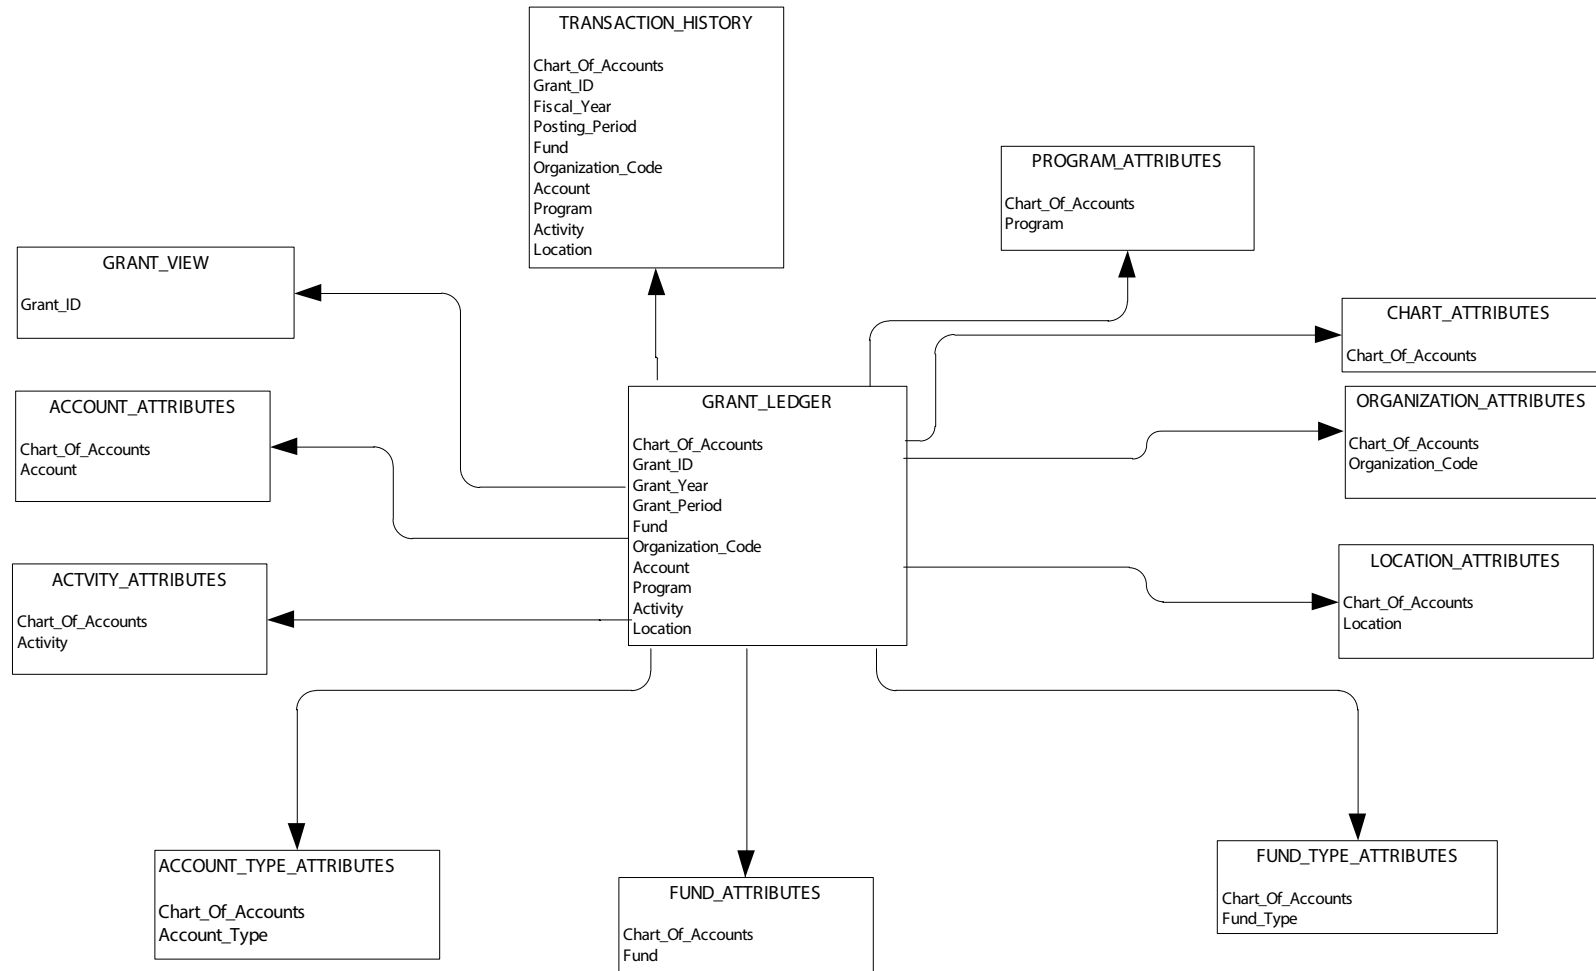 TRANSACTION_HISTORY
Chart_Of_Accounts
Grant_ID
Fiscal_Year
Posting_Period
Fund
Organization_Code
Account
Program
Activity
Location
PROGRAM_ATTRIBUTES
Chart_Of_Accounts
Program
GRANT_VIEW
Grant_ID
CHART_ATTRIBUTES
Chart_Of_Accounts
ACCOUNT_ATTRIBUTES
Chart_Of_Accounts
Account
GRANT_LEDGER
Chart_Of_Accounts
Grant_ID
Grant_Year
Grant_Period
Fund
Organization_Code
Account
Program
Activity
Location
ORGANIZATION_ATTRIBUTES
Chart_Of_Accounts
Organization_Code
ACTVITY_ATTRIBUTES
Chart_Of_Accounts
Activity
LOCATION_ATTRIBUTES
Chart_Of_Accounts
Location
ACCOUNT_TYPE_ATTRIBUTES
Chart_Of_Accounts
Account_Type
FUND_ATTRIBUTES
Chart_Of_Accounts
Fund
FUND_TYPE_ATTRIBUTES
Chart_Of_Accounts
Fund_Type